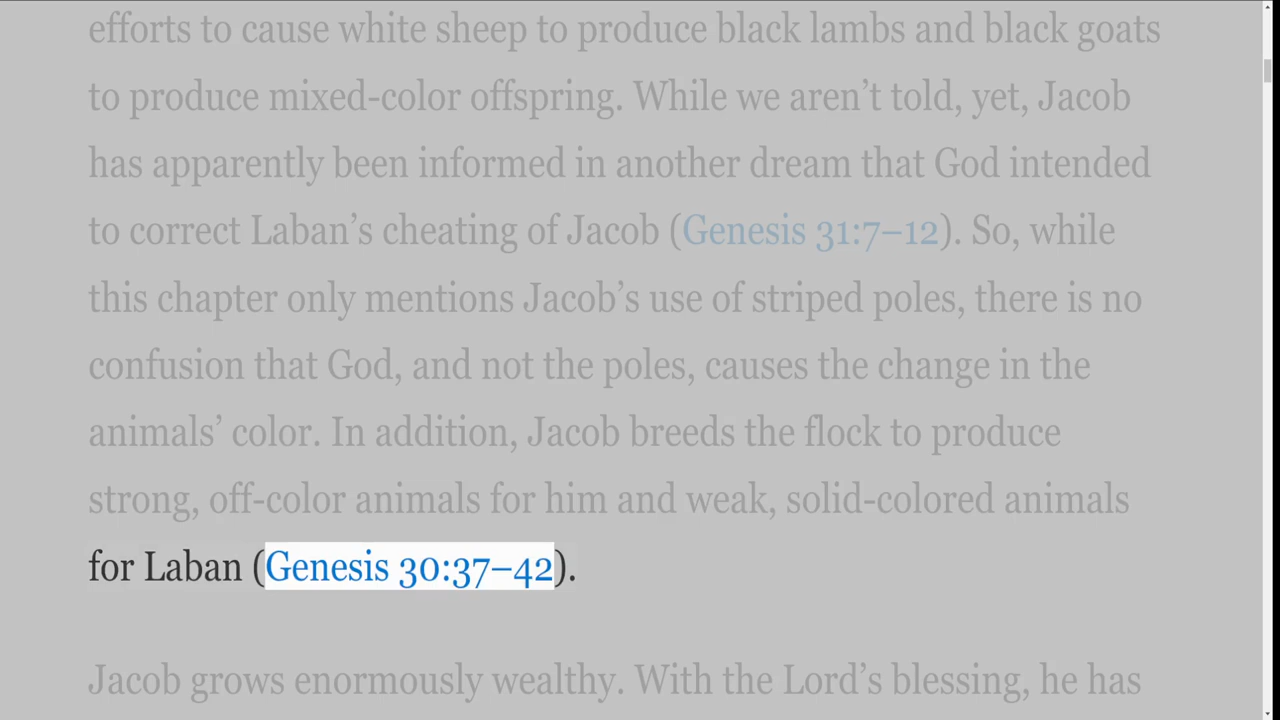 efforts to cause white sheep to produce black lambs and black goats
to produce mixed-color offspring. While we aren’t told, yet, Jacob
has apparently been informed in another dream that God intended
to correct Laban’s cheating of Jacob (Genesis 31:7–12). So, while
this chapter only mentions Jacob’s use of striped poles, there is no
confusion that God, and not the poles, causes the change in the
animals’ color. In addition, Jacob breeds the flock to produce
strong, off-color animals for him and weak, solid-colored animals
for Laban (Genesis 30:37–42).
Jacob grows enormously wealthy. With the Lord’s blessing, he has